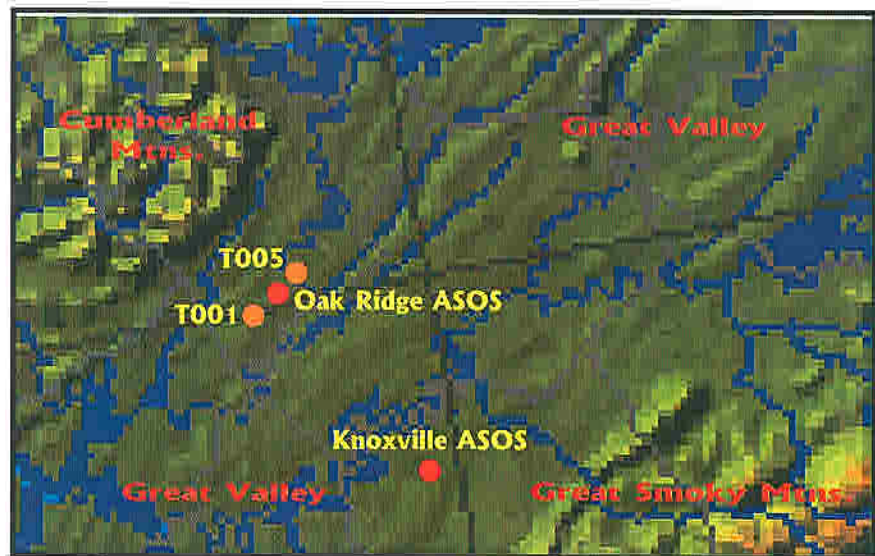 Cumberland
Mtns.
Great Valley
T005
Oak Ridge ASOS
T001
Knoxville ASOS
Great Valley
Great Smoky Mtns.